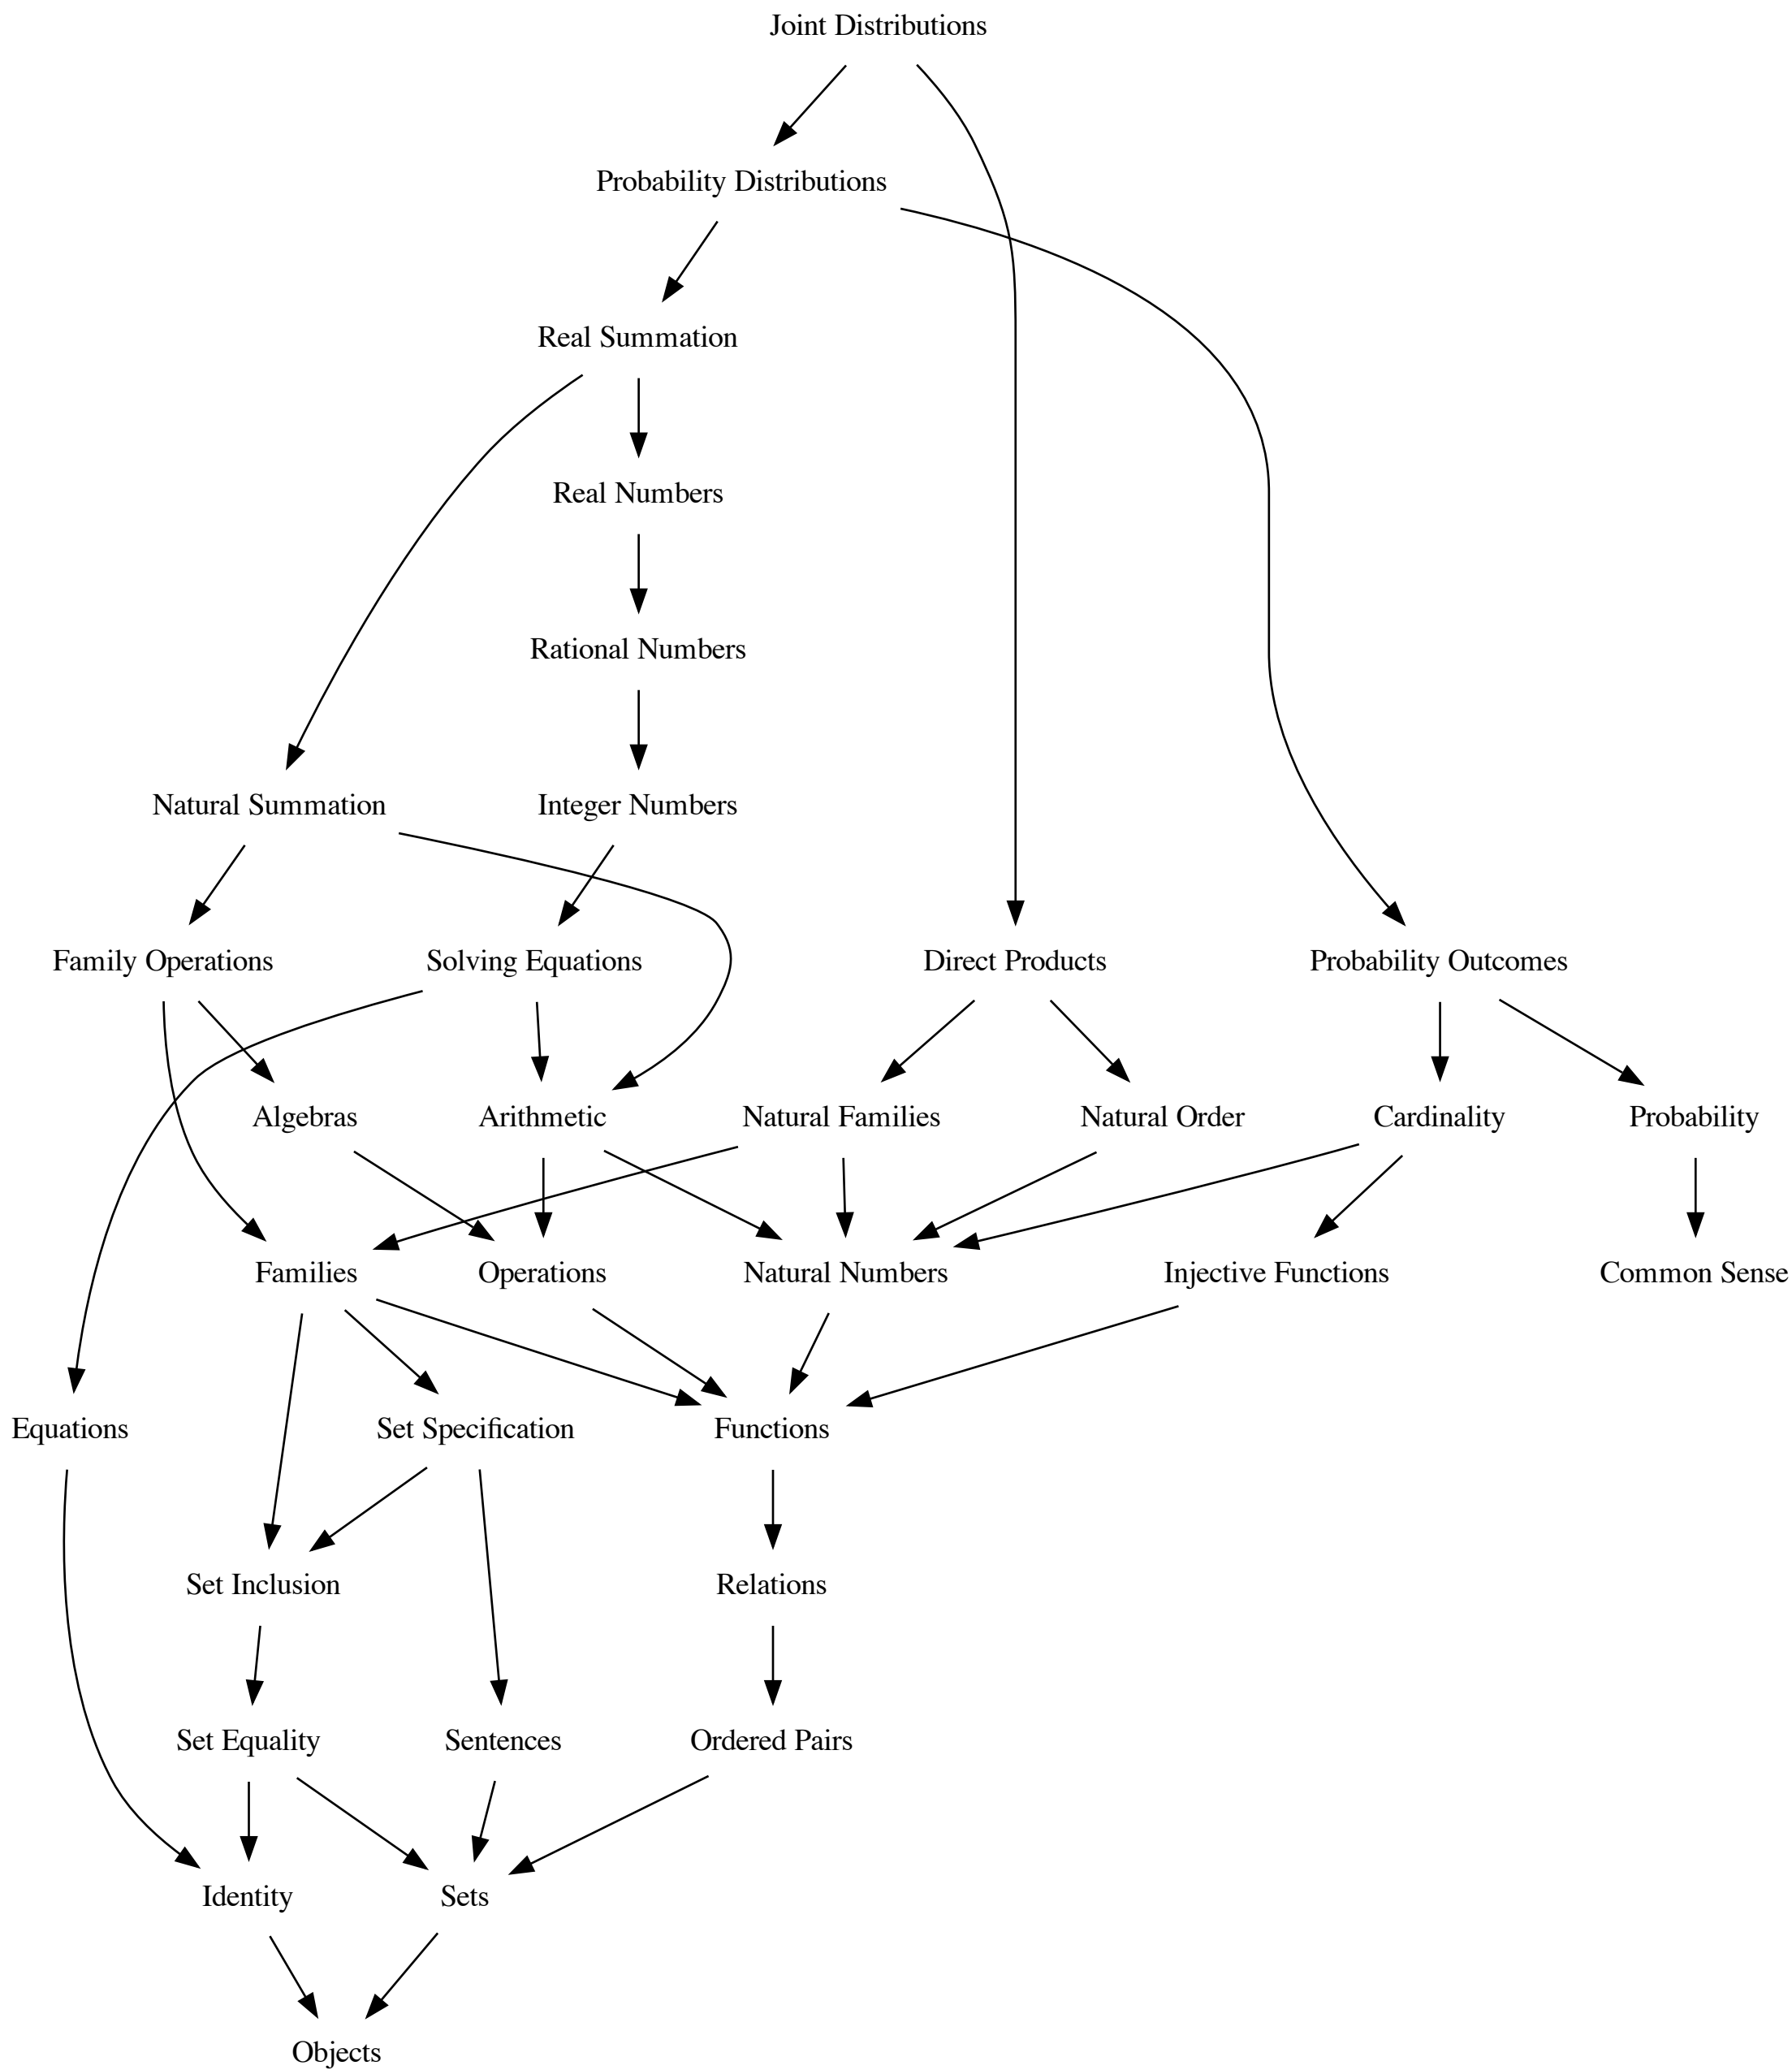 Joint Distributions
Probability Distributions
Real Summation
Real Numbers
Rational Numbers
Natural Summation
Integer Numbers
Family Operations
Solving Equations
Direct Products
Probability Outcomes
Algebras
Arithmetic
Natural Families
Natural Order
Cardinality
Probability
Families
Operations
Natural Numbers
Injective Functions
Common Sense
Equations
Set Specification
Functions
Set Inclusion
Relations
Set Equality
Sentences
Ordered Pairs
Identity
Sets
Objects